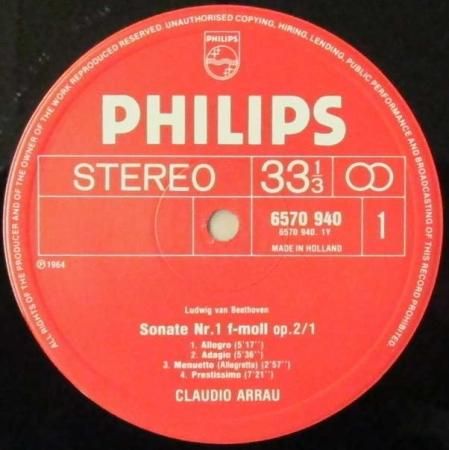 ALL RIGHTS OF THE PRODUCER AND OF THE OWNER OF THE WORK REPRODUCED RESERVED. UNAUTHORISED COPYING, HIRING, LENDING, PUBLIC PERFORMANCE AND BROADCASTING OF THIS RECORD PROHIBITED.
PHILIPS
PHILIPS
STEREO 33 1/3
6570 940 1
6570 940. 1Y
MADE IN HOLLAND
℗1964
Ludwig van Beethoven
Sonate Nr.1 f-moll op.2/1
1. Allegro (5'17'')
2. Adagio (5'36'')
3. Menuetto (Allegretto) (2'57'')
4. Prestissimo (7'21'')
CLAUDIO ARRAU